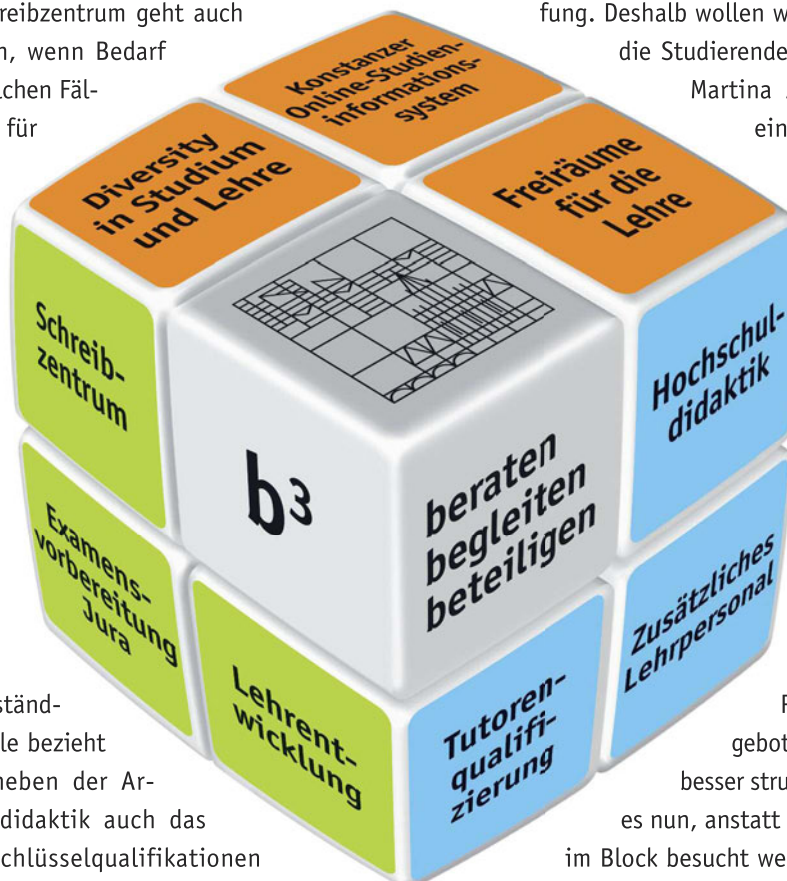 reibzentrum geht auch
wenn Bedarf
lchen Fäl-
für
fung. Deshalb wollen
die Studierende
Martina
ein
Konstanzer
Online-Studien-
informations-
system
Diversity
in Studium
und Lehre
Freiräume
für die
Lehre
Schreib-
zentrum
Hochschul-
didaktik
b³
beraten
begleiten
beteiligen
Examens-
vorbereitung
Jura
Zusätzliches
Lehrpersonal
Lehrent-
wicklung
Tutoren-
qualifi-
zierung
ständ-
le bezieht
neben der Ar-
didaktik auch das
chlüsselqualifikationen
gebot
besser stru
es nun, anstatt
im Block besucht we